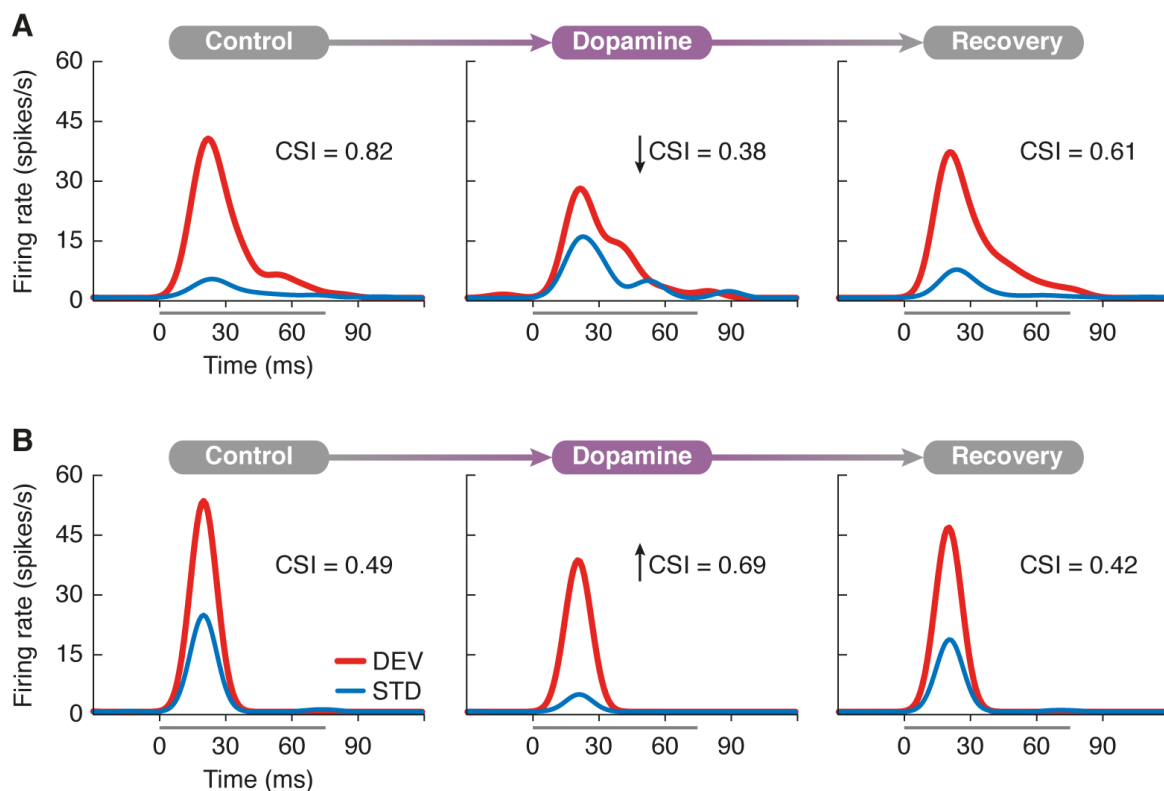 A
Control
Dopamine
Recovery
Firing rate (spikes/s)
60
45
30
15
0
CSI = 0.82
↓ CSI = 0.38
CSI = 0.61
0 30 60 90
0 30 60 90
0 30 60 90
Time (ms)
B
Control
Dopamine
Recovery
Firing rate (spikes/s)
60
45
30
15
0
CSI = 0.49
↑ CSI = 0.69
CSI = 0.42
DEV
STD
0 30 60 90
0 30 60 90
0 30 60 90
Time (ms)